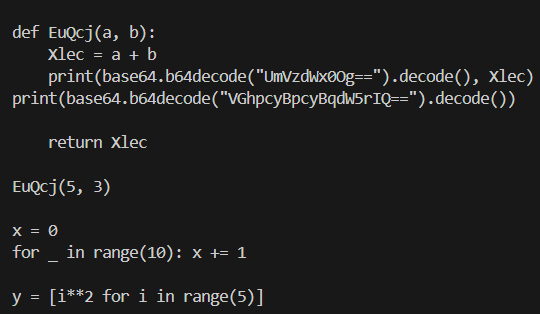 def EuQcj(a, b):
    Xlec = a + b
    print(base64.b64decode("UmVzdWx0Og==").decode(), Xlec)
print(base64.b64decode("VGhpcyBpcyBqdW5rIQ==").decode())

    return Xlec

EuQcj(5, 3)

x = 0
for _ in range(10): x += 1

y = [i**2 for i in range(5)]